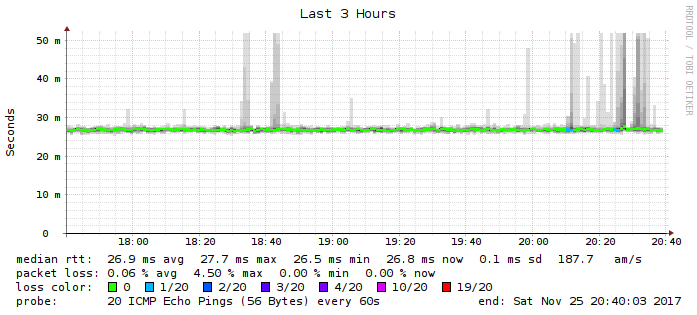 Last 3 Hours
RRDTOOL / TOBI OETIKER
Seconds
50 m
40 m
30 m
20 m
10 m
0
18:00 18:20 18:40 19:00 19:20 19:40 20:00 20:20 20:40
median rtt: 26.9 ms avg 27.7 ms max 26.5 ms min 26.8 ms now 0.1 ms sd 187.7 am/s
packet loss: 0.06 % avg 4.50 % max 0.00 % min 0.00 % now
loss color: 0 1/20 2/20 3/20 4/20 10/20 19/20
probe: 20 ICMP Echo Pings (56 Bytes) every 60s end: Sat Nov 25 20:40:03 2017